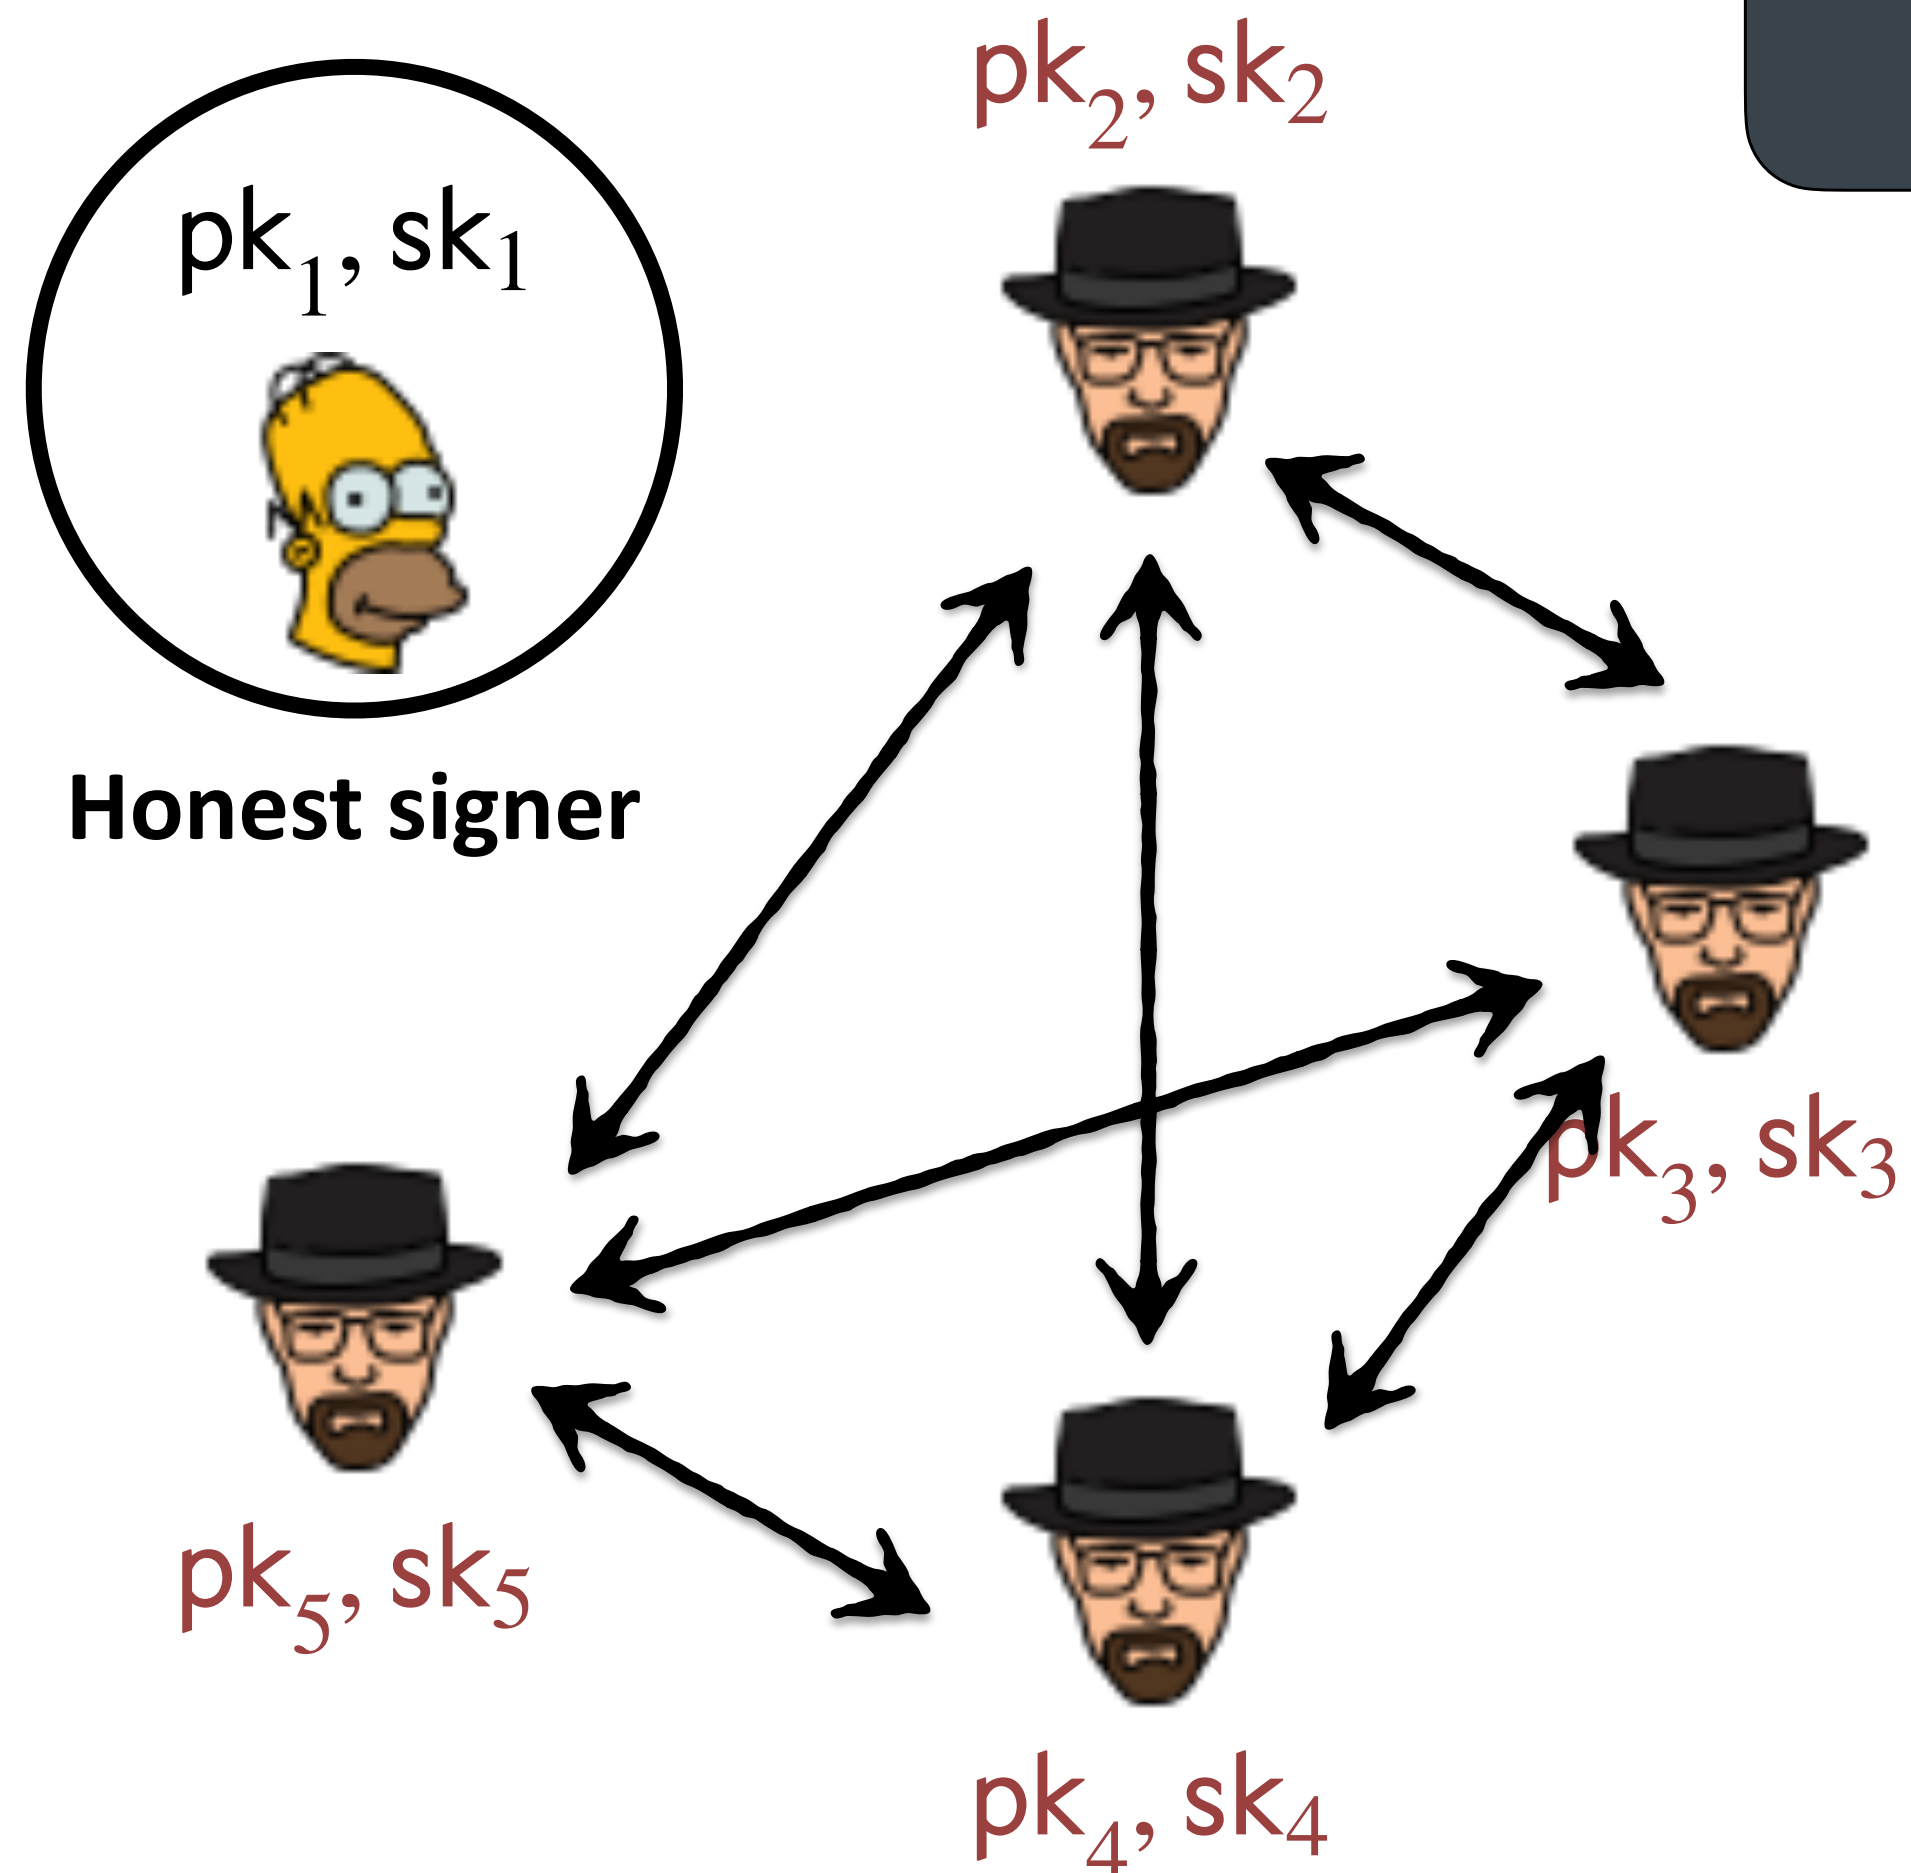 pk₂, sk₂
pk₁, sk₁
Honest signer
pk₃, sk₃
pk₅, sk₅
pk₄, sk₄